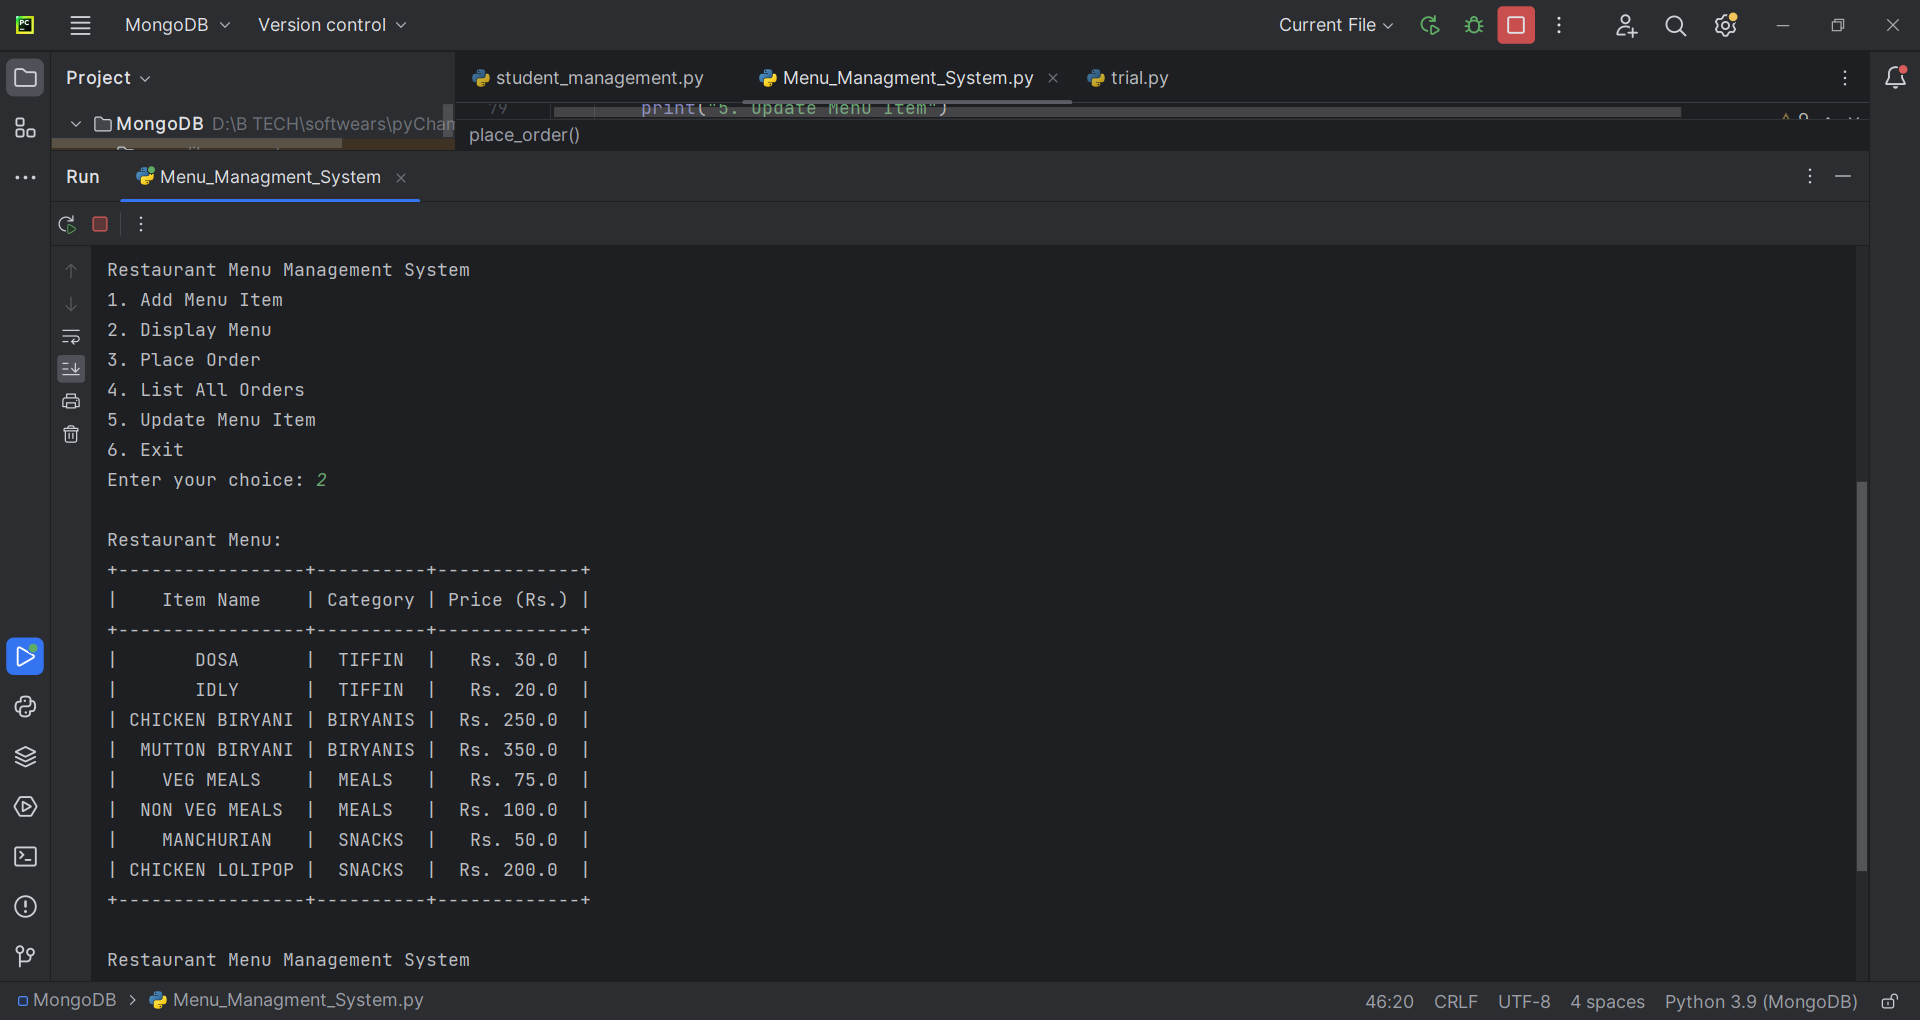 MongoDB Version control Current File
Project student_management.py Menu_Managment_System.py trial.py
79 print("5. Update Menu Item")
MongoDB D:\B TECH\softwears\pyCham
place_order()
Run Menu_Managment_System
Restaurant Menu Management System
1. Add Menu Item
2. Display Menu
3. Place Order
4. List All Orders
5. Update Menu Item
6. Exit
Enter your choice: 2
Restaurant Menu:
+-----------------+----------+-------------+
|    Item Name    | Category | Price (Rs.) |
+-----------------+----------+-------------+
|       DOSA      |  TIFFIN  |   Rs. 30.0  |
|       IDLY      |  TIFFIN  |   Rs. 20.0  |
| CHICKEN BIRYANI | BIRYANIS |  Rs. 250.0  |
|  MUTTON BIRYANI | BIRYANIS |  Rs. 350.0  |
|    VEG MEALS    |  MEALS   |   Rs. 75.0  |
|  NON VEG MEALS  |  MEALS   |  Rs. 100.0  |
|    MANCHURIAN   |  SNACKS  |   Rs. 50.0  |
| CHICKEN LOLIPOP |  SNACKS  |  Rs. 200.0  |
+-----------------+----------+-------------+
Restaurant Menu Management System
MongoDB > Menu_Managment_System.py 46:20 CRLF UTF-8 4 spaces Python 3.9 (MongoDB)